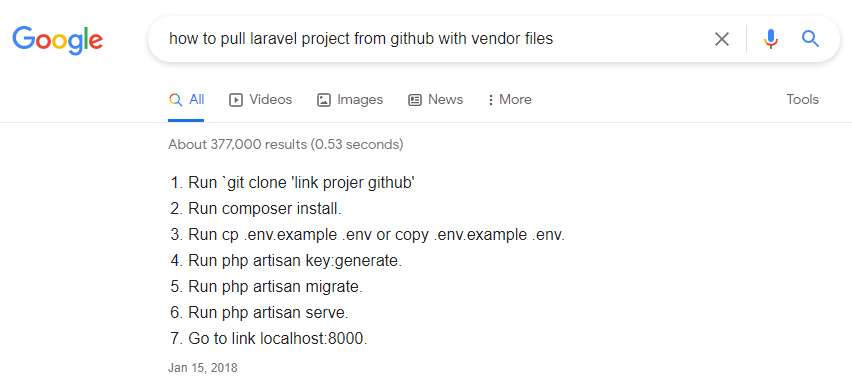 Google
how to pull laravel project from github with vendor files
All Videos Images News More Tools
About 377,000 results (0.53 seconds)
1. Run `git clone 'link projer github'
2. Run composer install.
3. Run cp .env.example .env or copy .env.example .env.
4. Run php artisan key:generate.
5. Run php artisan migrate.
6. Run php artisan serve.
7. Go to link localhost:8000.
Jan 15, 2018